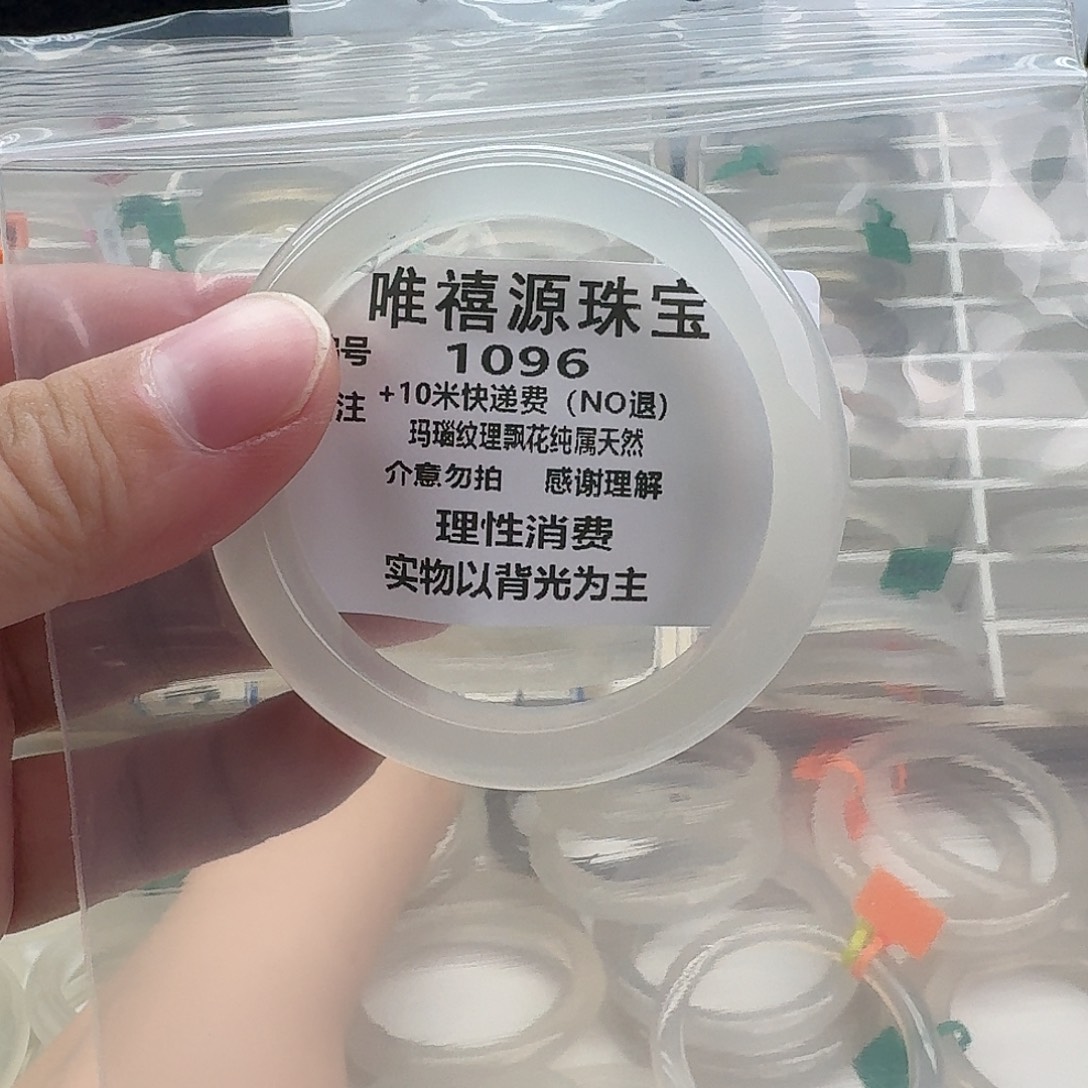 唯禧源珠宝
号 1096
注 +10米快递费（NO退）
玛瑙纹理飘花纯属天然
介意勿拍 感谢理解
理性消费
实物以背光为主